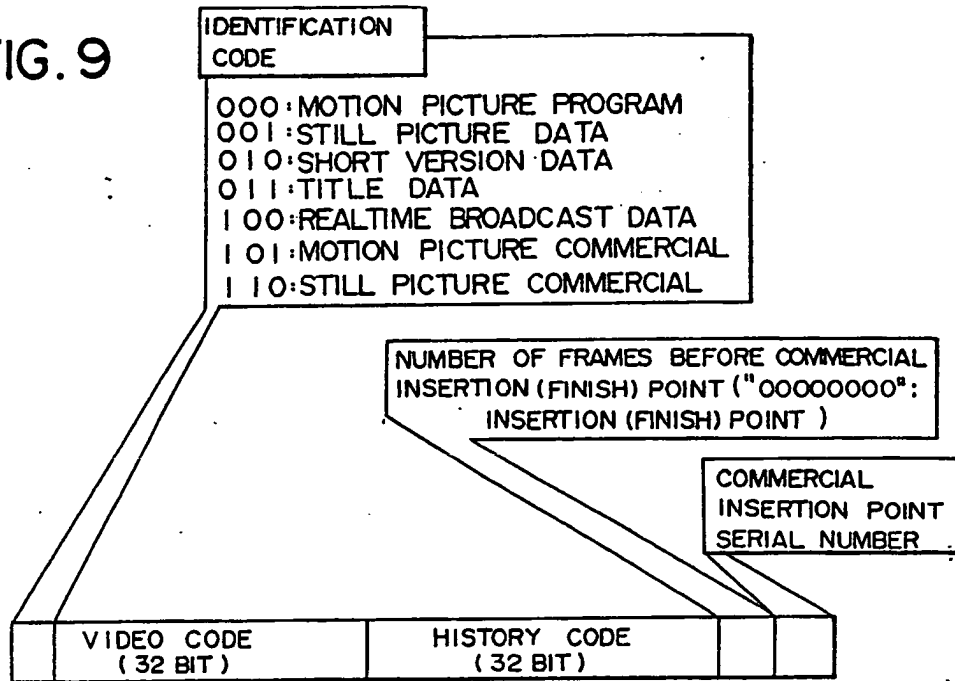 FIG. 9
IDENTIFICATION
CODE
000:MOTION PICTURE PROGRAM
001:STILL PICTURE DATA
010:SHORT VERSION DATA
011:TITLE DATA
100:REALTIME BROADCAST DATA
101:MOTION PICTURE COMMERCIAL
110:STILL PICTURE COMMERCIAL
NUMBER OF FRAMES BEFORE COMMERCIAL
INSERTION (FINISH) POINT ("00000000":
INSERTION (FINISH) POINT )
COMMERCIAL
INSERTION POINT
SERIAL NUMBER
VIDEO CODE
(32 BIT)
HISTORY CODE
(32 BIT)